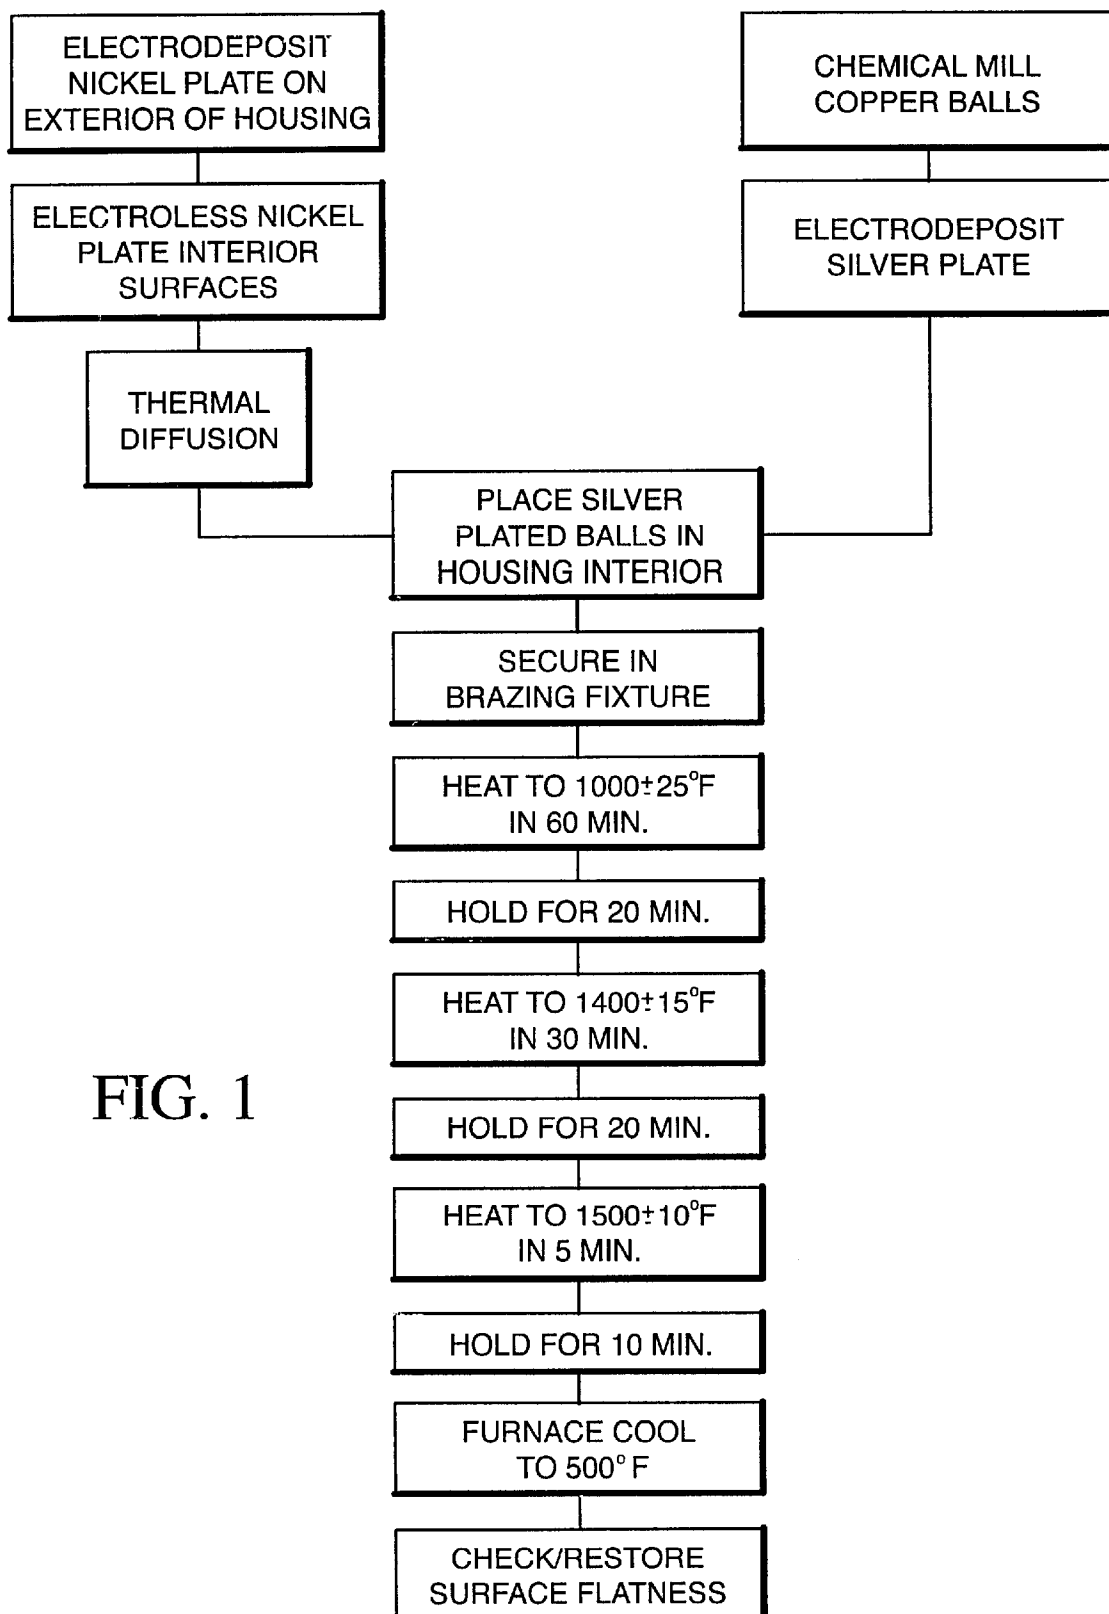 ELECTRODEPOSIT
NICKEL PLATE ON
EXTERIOR OF HOUSING
ELECTROLESS NICKEL
PLATE INTERIOR
SURFACES
THERMAL
DIFFUSION
CHEMICAL MILL
COPPER BALLS
ELECTRODEPOSIT
SILVER PLATE
PLACE SILVER
PLATED BALLS IN
HOUSING INTERIOR
SECURE IN
BRAZING FIXTURE
HEAT TO 1000±25°F
IN 60 MIN.
HOLD FOR 20 MIN.
HEAT TO 1400±15°F
IN 30 MIN.
HOLD FOR 20 MIN.
HEAT TO 1500±10°F
IN 5 MIN.
HOLD FOR 10 MIN.
FURNACE COOL
TO 500° F
CHECK/RESTORE
SURFACE FLATNESS
FIG. 1